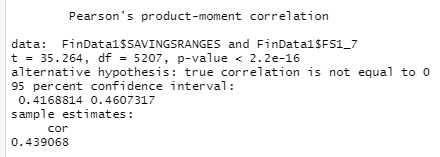 Pearson's product-moment correlation
data:  FinData1$SAVINGSRANGES and FinData1$FS1_7
t = 35.264, df = 5207, p-value < 2.2e-16
alternative hypothesis: true correlation is not equal to 0
95 percent confidence interval:
0.4168814 0.4607317
sample estimates:
cor
0.439068